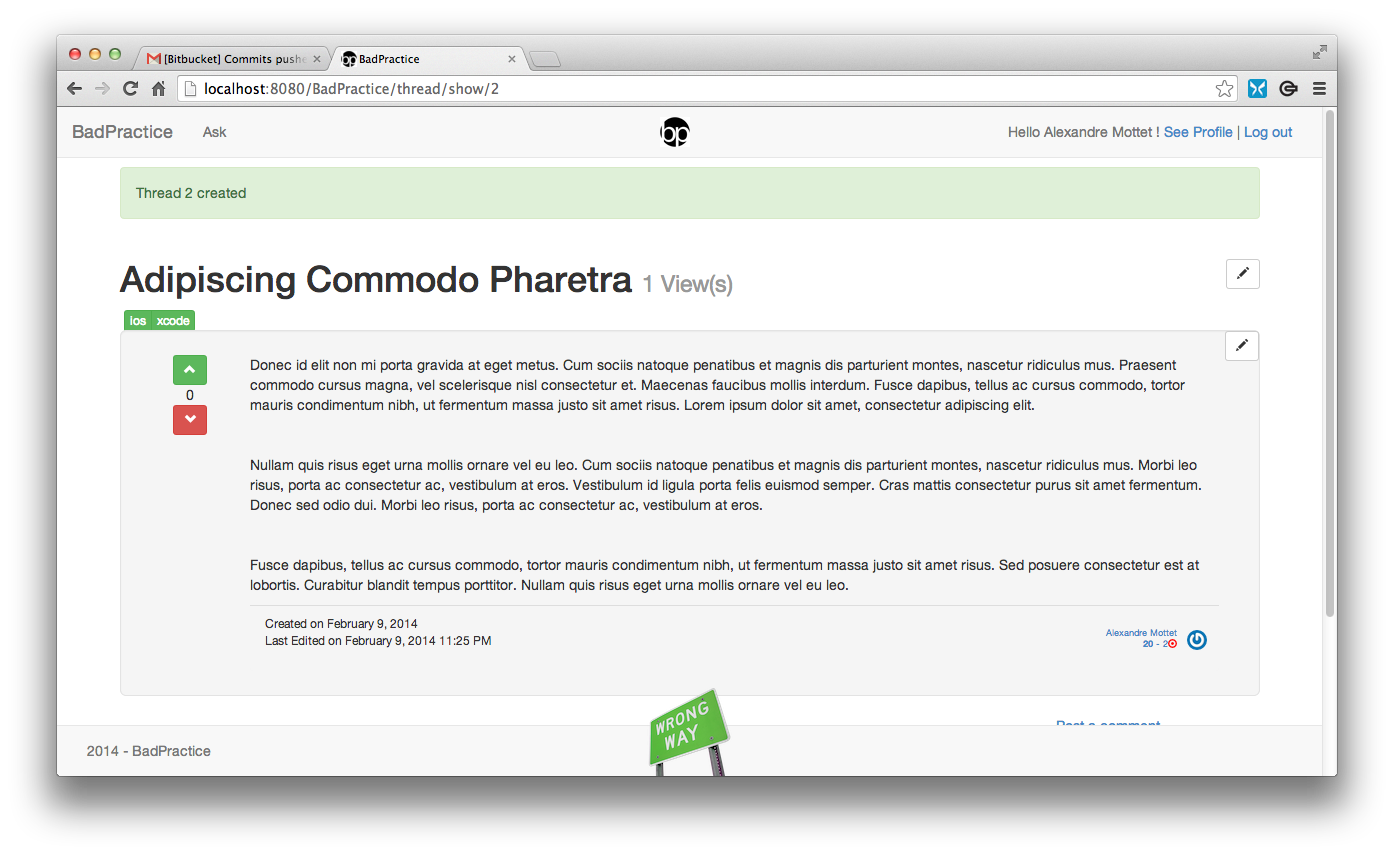 [Bitbucket] Commits pushe
BadPractice
localhost:8080/BadPractice/thread/show/2
BadPractice
Ask
bp
Hello Alexandre Mottet ! See Profile | Log out
Thread 2 created
Adipiscing Commodo Pharetra 1 View(s)
ios xcode
0
Donec id elit non mi porta gravida at eget metus. Cum sociis natoque penatibus et magnis dis parturient montes, nascetur ridiculus mus. Praesent
commodo cursus magna, vel scelerisque nisl consectetur et. Maecenas faucibus mollis interdum. Fusce dapibus, tellus ac cursus commodo, tortor
mauris condimentum nibh, ut fermentum massa justo sit amet risus. Lorem ipsum dolor sit amet, consectetur adipiscing elit.
Nullam quis risus eget urna mollis ornare vel eu leo. Cum sociis natoque penatibus et magnis dis parturient montes, nascetur ridiculus mus. Morbi leo
risus, porta ac consectetur ac, vestibulum at eros. Vestibulum id ligula porta felis euismod semper. Cras mattis consectetur purus sit amet fermentum.
Donec sed odio dui. Morbi leo risus, porta ac consectetur ac, vestibulum at eros.
Fusce dapibus, tellus ac cursus commodo, tortor mauris condimentum nibh, ut fermentum massa justo sit amet risus. Sed posuere consectetur est at
lobortis. Curabitur blandit tempus porttitor. Nullam quis risus eget urna mollis ornare vel eu leo.
Created on February 9, 2014
Last Edited on February 9, 2014 11:25 PM
Alexandre Mottet
20 - 2
Post a comment
WRONG
WAY
2014 - BadPractice